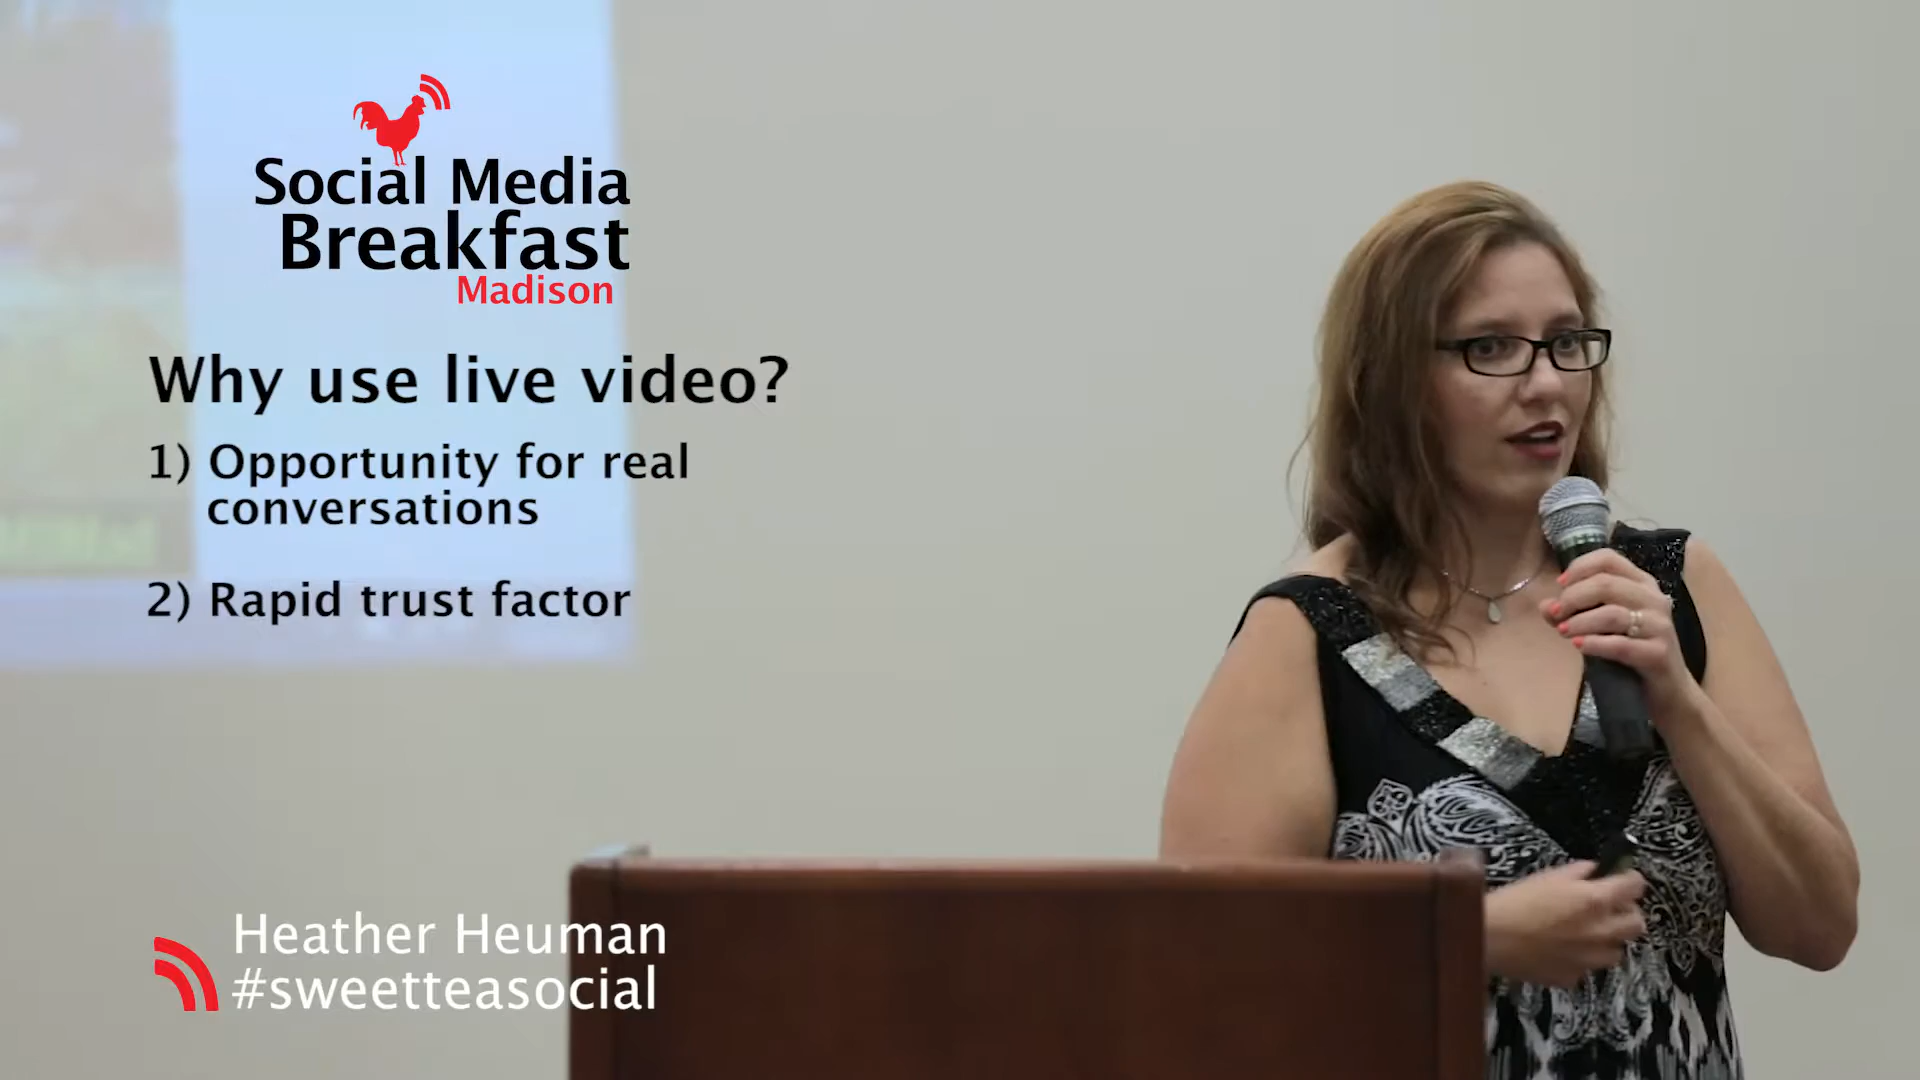 Social Media
Breakfast
Madison
Why use live video?
1) Opportunity for real
conversations
2) Rapid trust factor
Heather Heuman
#sweetteasocial